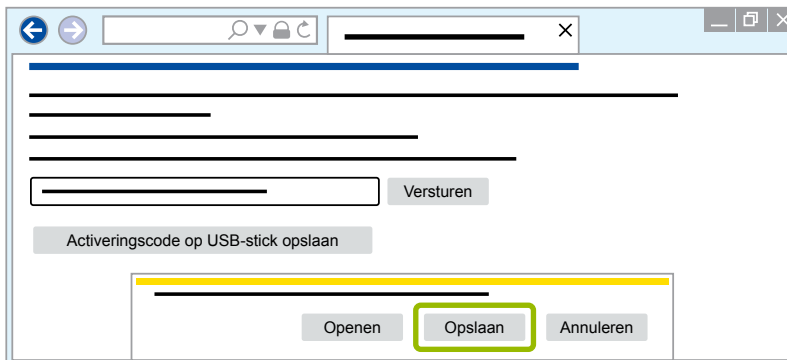 Versturen
Activeringscode op USB-stick opslaan
Openen Opslaan Annuleren